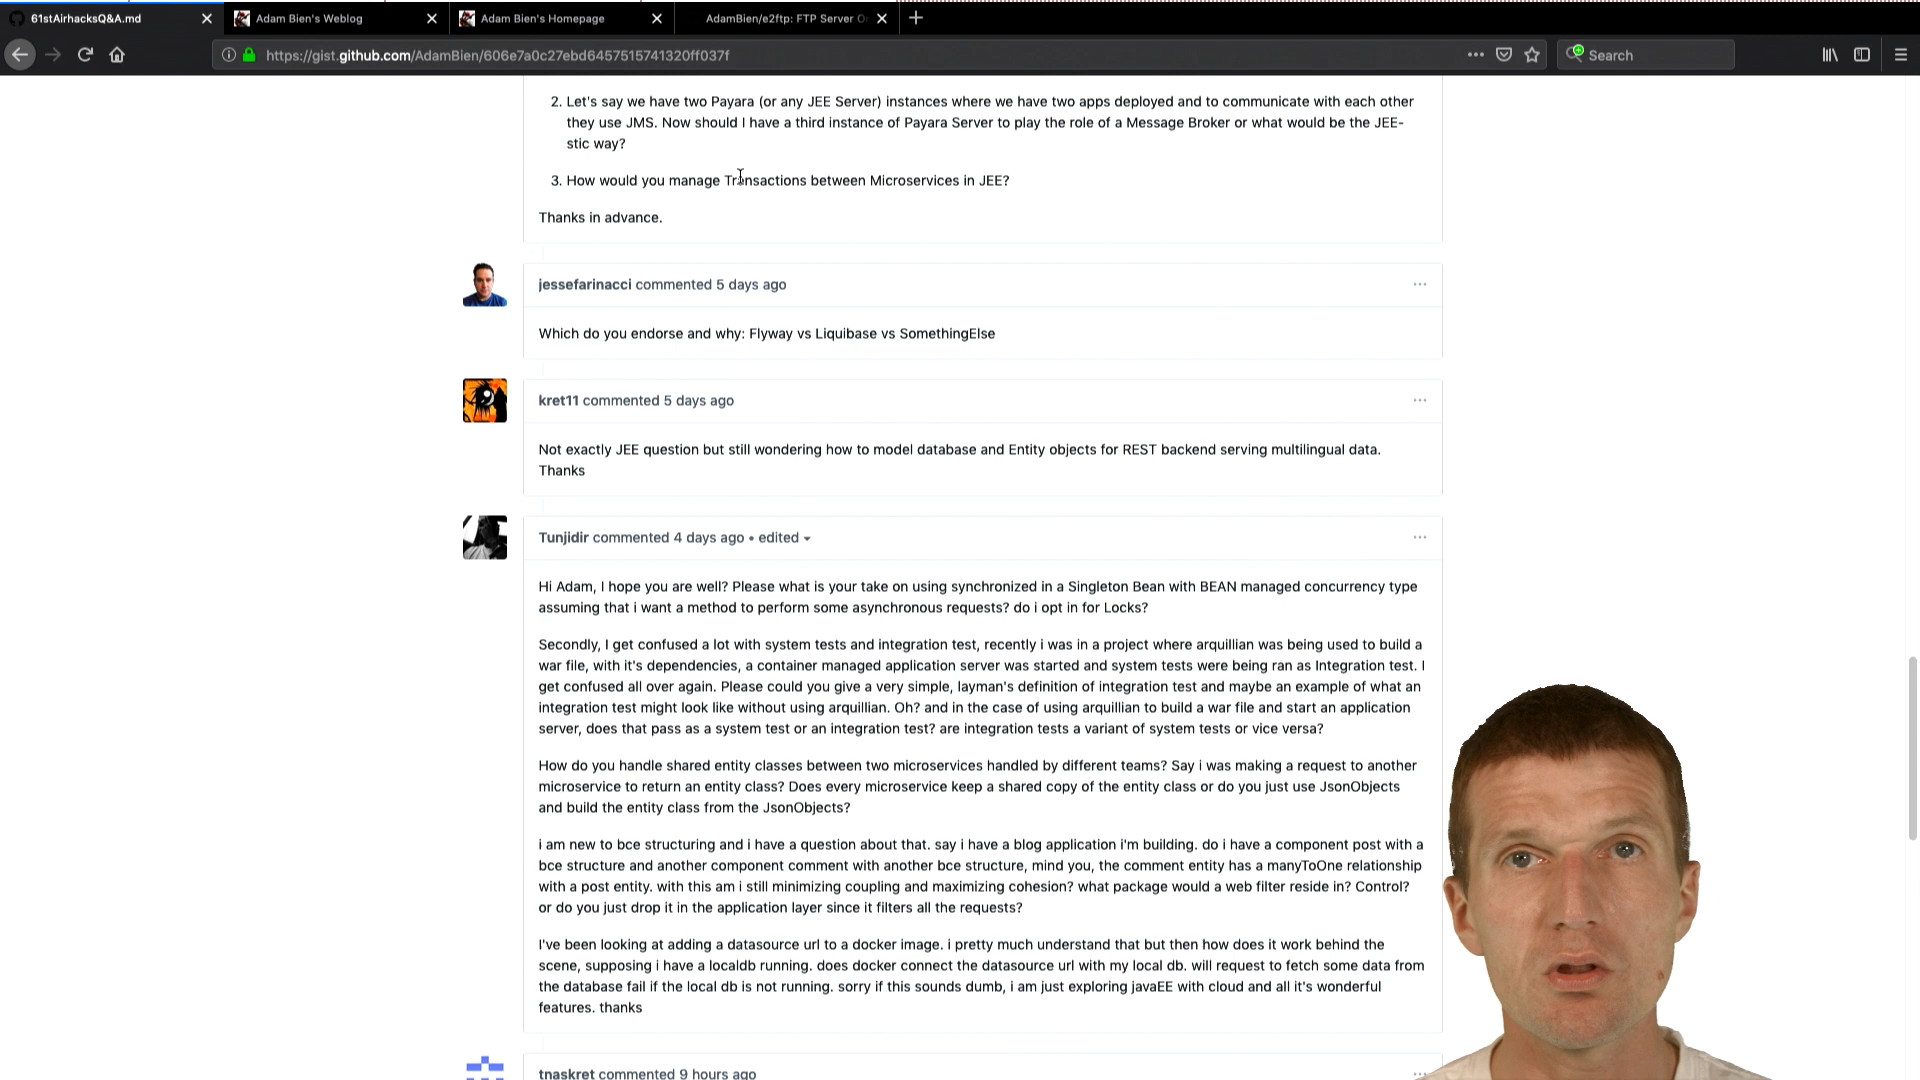 61stAirhacksQ&A.md
Adam Bien's Weblog
Adam Bien's Homepage
AdamBien/e2ftp: FTP Server O
https://gist.github.com/AdamBien/606e7a0c27ebd6457515741320ff037f
Search
2. Let's say we have two Payara (or any JEE Server) instances where we have two apps deployed and to communicate with each other
they use JMS. Now should I have a third instance of Payara Server to play the role of a Message Broker or what would be the JEE-
stic way?
3. How would you manage Transactions between Microservices in JEE?
Thanks in advance.
jessefarinacci commented 5 days ago
Which do you endorse and why: Flyway vs Liquibase vs SomethingElse
kret11 commented 5 days ago
Not exactly JEE question but still wondering how to model database and Entity objects for REST backend serving multilingual data.
Thanks
Tunjidir commented 4 days ago • edited
Hi Adam, I hope you are well? Please what is your take on using synchronized in a Singleton Bean with BEAN managed concurrency type
assuming that i want a method to perform some asynchronous requests? do i opt in for Locks?
Secondly, I get confused a lot with system tests and integration test, recently i was in a project where arquillian was being used to build a
war file, with it's dependencies, a container managed application server was started and system tests were being ran as Integration test. I
get confused all over again. Please could you give a very simple, layman's definition of integration test and maybe an example of what an
integration test might look like without using arquillian. Oh? and in the case of using arquillian to build a war file and start an application
server, does that pass as a system test or an integration test? are integration tests a variant of system tests or vice versa?
How do you handle shared entity classes between two microservices handled by different teams? Say i was making a request to another
microservice to return an entity class? Does every microservice keep a shared copy of the entity class or do you just use JsonObjects
and build the entity class from the JsonObjects?
i am new to bce structuring and i have a question about that. say i have a blog application i'm building. do i have a component post with a
bce structure and another component comment with another bce structure, mind you, the comment entity has a manyToOne relationship
with a post entity. with this am i still minimizing coupling and maximizing cohesion? what package would a web filter reside in? Control?
or do you just drop it in the application layer since it filters all the requests?
I've been looking at adding a datasource url to a docker image. i pretty much understand that but then how does it work behind the
scene, supposing i have a localdb running. does docker connect the datasource url with my local db. will request to fetch some data from
the database fail if the local db is not running. sorry if this sounds dumb, i am just exploring javaEE with cloud and all it's wonderful
features. thanks
tnaskret commented 9 hours ago